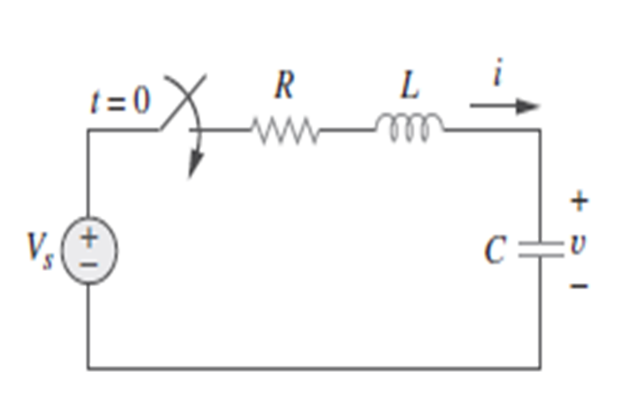 t = 0
R
L
i
V_s
+
−
C
+
v
−